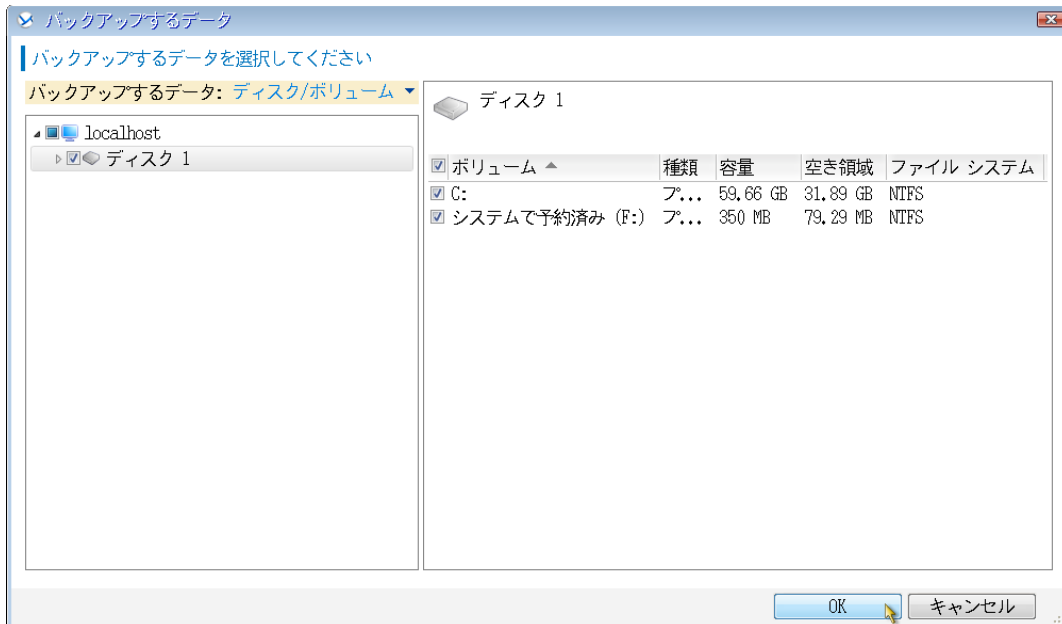 バックアップするデータ
バックアップするデータを選択してください
バックアップするデータ: ディスク/ボリューム
localhost
ディスク 1
ディスク 1
ボリューム 種類 容量 空き領域 ファイル システム
C: プ... 59.66 GB 31.89 GB NTFS
システムで予約済み (F:) プ... 350 MB 79.29 MB NTFS
OK キャンセル